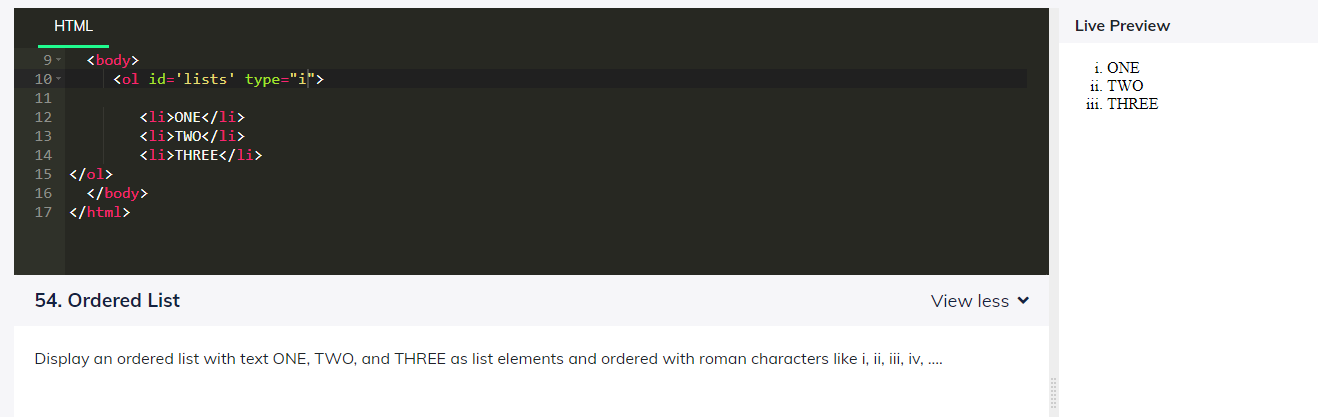 HTML
Live Preview
9 <body>
10 <ol id='lists' type="i">
11
12 <li>ONE</li>
13 <li>TWO</li>
14 <li>THREE</li>
15 </ol>
16 </body>
17 </html>
i. ONE
ii. TWO
iii. THREE
54. Ordered List
View less
Display an ordered list with text ONE, TWO, and THREE as list elements and ordered with roman characters like i, ii, iii, iv, ....